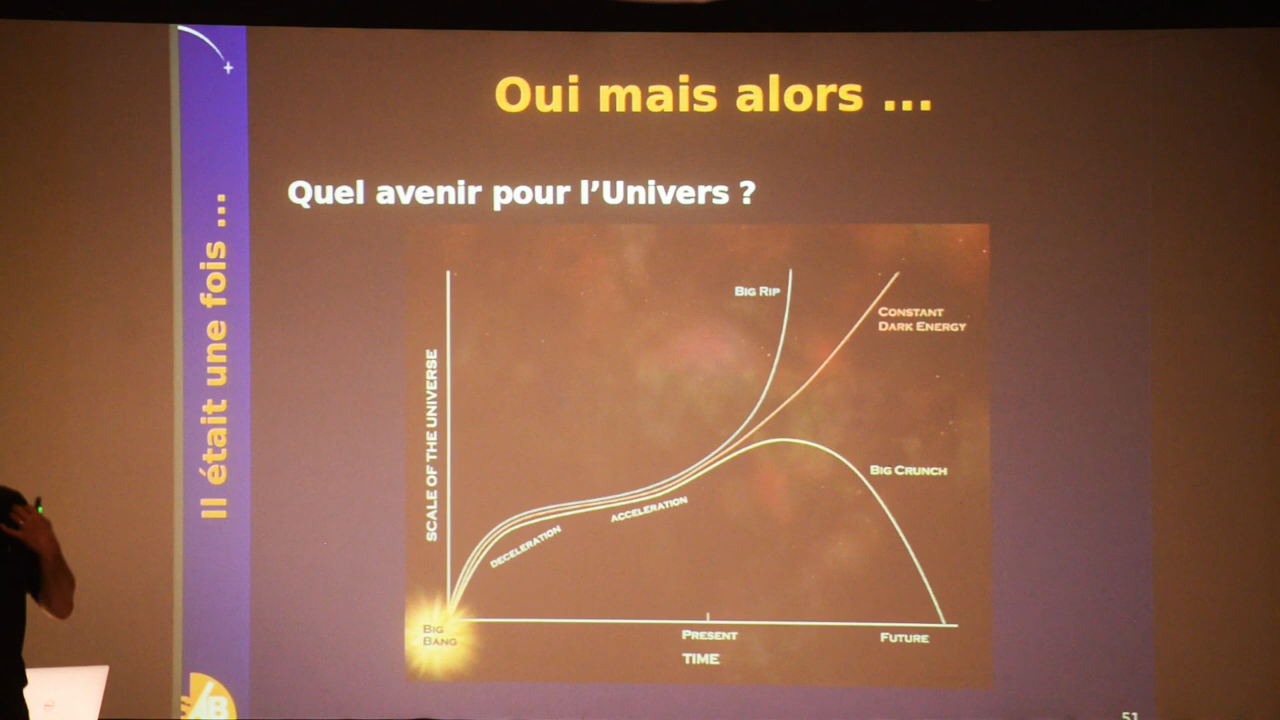 Oui mais alors ...
Quel avenir pour l'Univers ?
Il était une fois ...
BIG RIP
CONSTANT
DARK ENERGY
SCALE OF THE UNIVERSE
BIG CRUNCH
ACCELERATION
DECELERATION
BIG
BANG
PRESENT
FUTURE
TIME
51